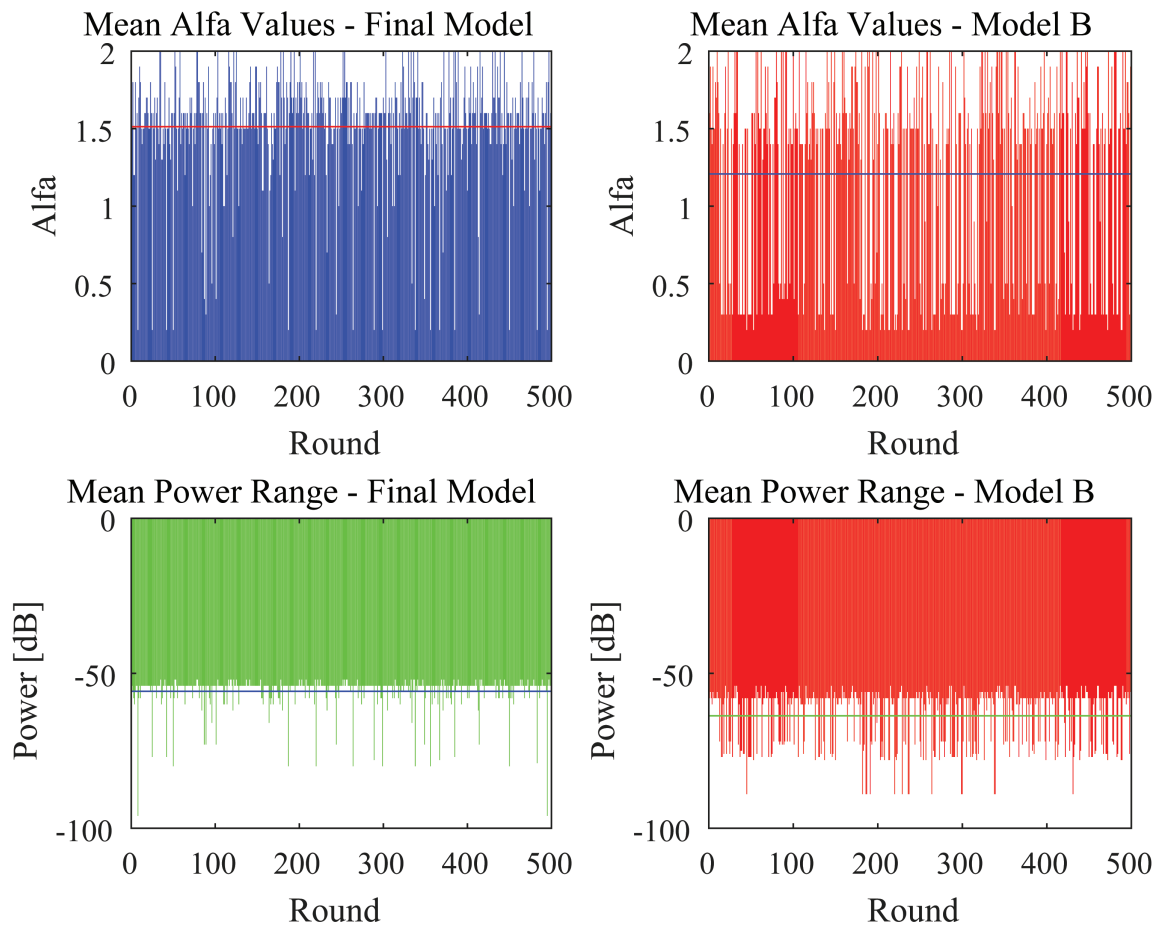 Mean Alfa Values - Final Model
2
1.5
1
0.5
0
Alfa
0 100 200 300 400 500
Round
Mean Alfa Values - Model B
2
1.5
1
0.5
0
Alfa
0 100 200 300 400 500
Round
Mean Power Range - Final Model
0
-50
-100
Power [dB]
0 100 200 300 400 500
Round
Mean Power Range - Model B
0
-50
-100
Power [dB]
0 100 200 300 400 500
Round